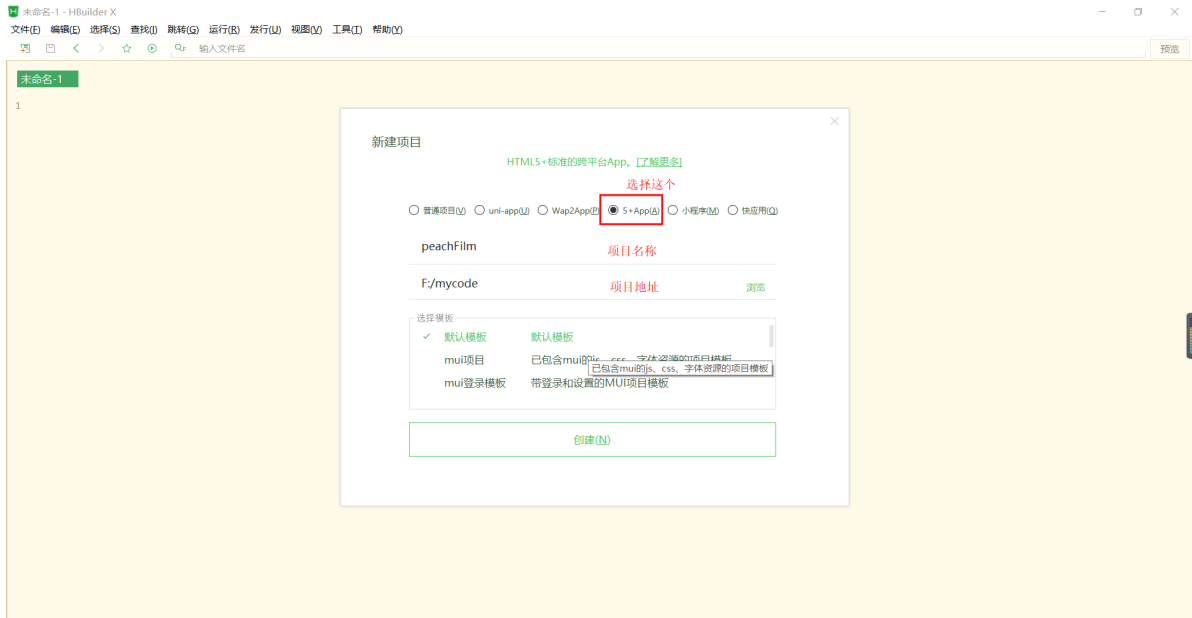 未命名-1 - HBuilder X
文件(F) 编辑(E) 选择(S) 查找(I) 跳转(G) 运行(R) 发行(U) 视图(V) 工具(T) 帮助(Y)
输入文件名 预览
未命名-1
1
新建项目
HTML5+标准的跨平台App。[了解更多]
选择这个
普通项目(V) uni-app(U) Wap2App(P) 5+App(A) 小程序(M) 快应用(Q)
peachFilm 项目名称
F:/mycode 项目地址 浏览
选择模板
默认模板 默认模板
mui项目 已包含mui的js、css、字体资源的项目模板
已包含mui的js、css、字体资源的项目模板
mui登录模板 带登录和设置的MUI项目模板
创建(N)